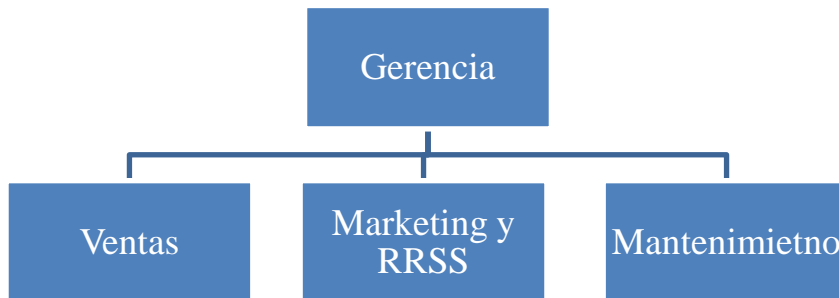 Gerencia
Ventas
Marketing y
RRSS
Mantenimietno